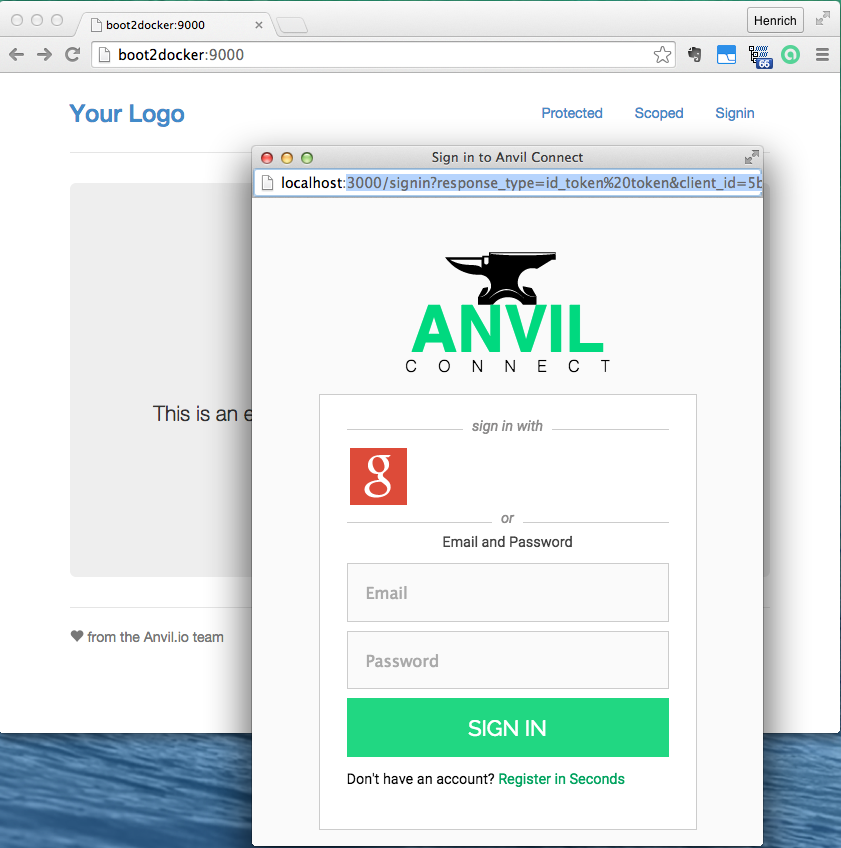 boot2docker:9000
Henrich
boot2docker:9000
66
Your Logo
Protected
Scoped
Signin
Sign in to Anvil Connect
localhost:3000/signin?response_type=id_token%20token&client_id=5b
ANVIL
CONNECT
This is an e
sign in with
g
or
Email and Password
Email
Password
SIGN IN
Don't have an account? Register in Seconds
from the Anvil.io team